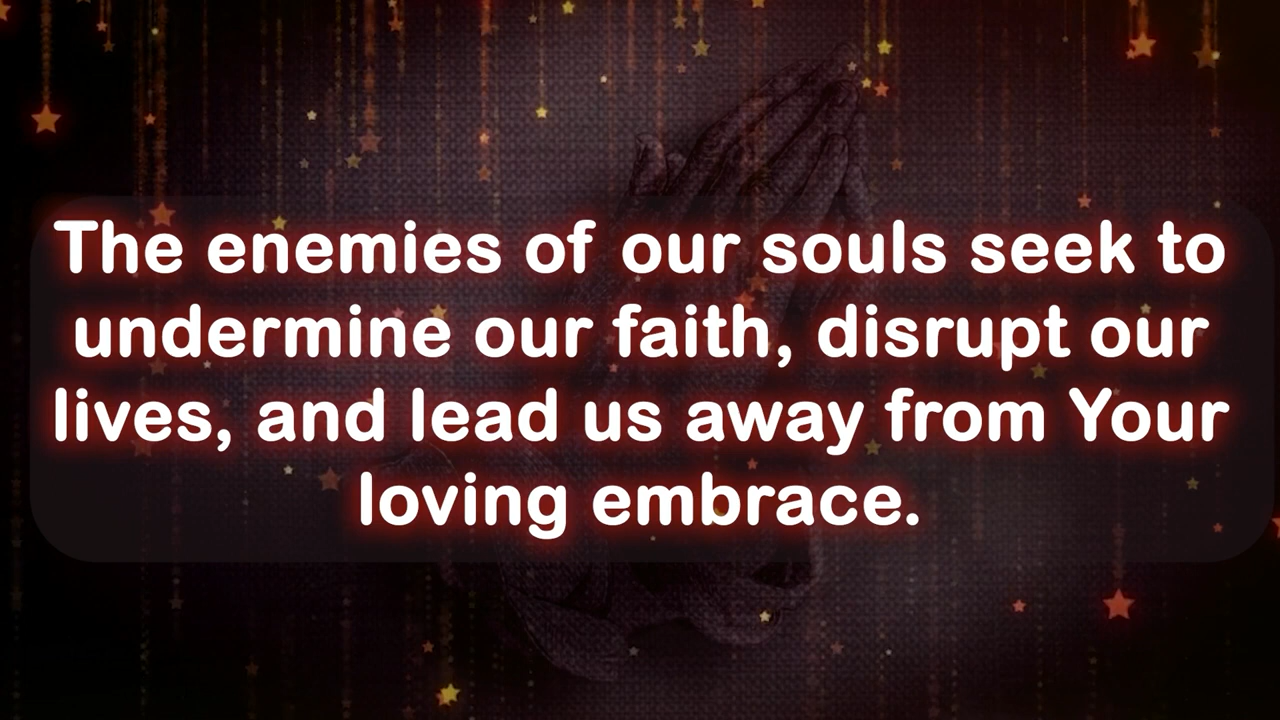 The enemies of our souls seek to
undermine our faith, disrupt our
lives, and lead us away from Your
loving embrace.